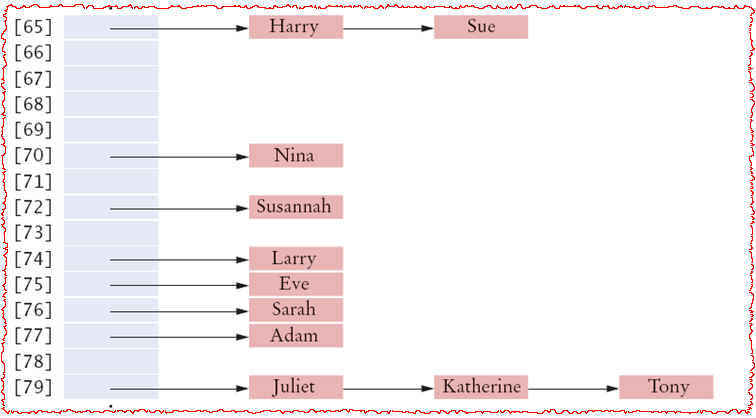 [65] Harry Sue
[66]
[67]
[68]
[69]
[70] Nina
[71]
[72] Susannah
[73]
[74] Larry
[75] Eve
[76] Sarah
[77] Adam
[78]
[79] Juliet Katherine Tony